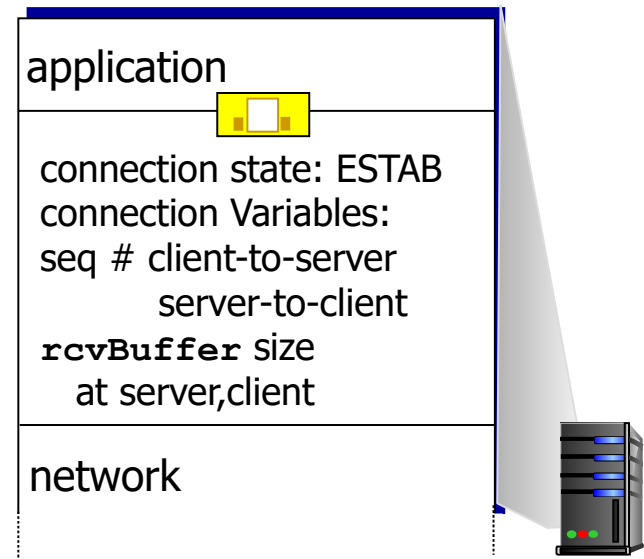 application
connection state: ESTAB
connection Variables:
seq # client-to-server
server-to-client
rcvBuffer size
at server,client
network